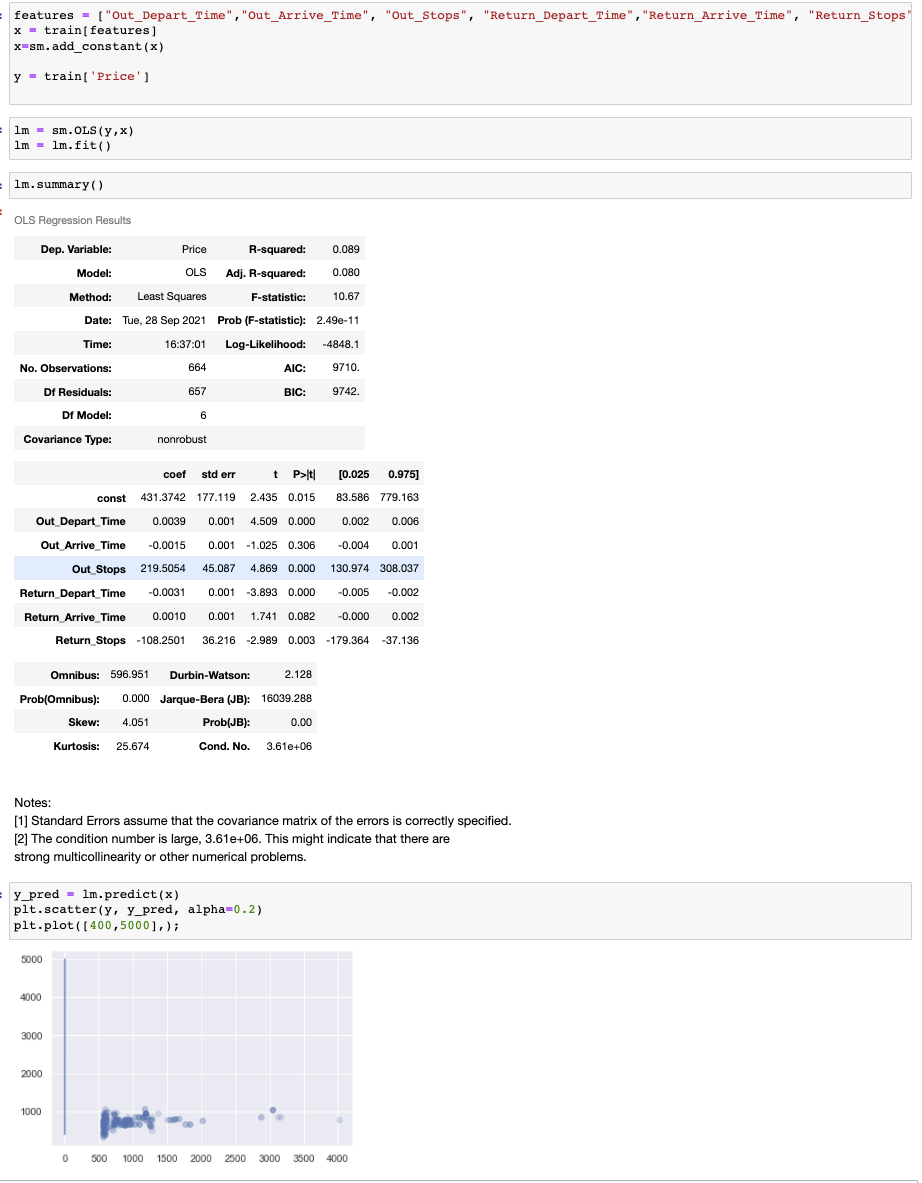 features = ["Out_Depart_Time","Out_Arrive_Time", "Out_Stops", "Return_Depart_Time","Return_Arrive_Time", "Return_Stops"
x = train[features]
x=sm.add_constant(x)
y = train['Price']
lm = sm.OLS(y,x)
lm = lm.fit()
lm.summary()
OLS Regression Results
Dep. Variable: Price R-squared: 0.089
Model: OLS Adj. R-squared: 0.080
Method: Least Squares F-statistic: 10.67
Date: Tue, 28 Sep 2021 Prob (F-statistic): 2.49e-11
Time: 16:37:01 Log-Likelihood: -4848.1
No. Observations: 664 AIC: 9710.
Df Residuals: 657 BIC: 9742.
Df Model: 6
Covariance Type: nonrobust
coef std err t P>|t| [0.025 0.975]
const 431.3742 177.119 2.435 0.015 83.586 779.163
Out_Depart_Time 0.0039 0.001 4.509 0.000 0.002 0.006
Out_Arrive_Time -0.0015 0.001 -1.025 0.306 -0.004 0.001
Out_Stops 219.5054 45.087 4.869 0.000 130.974 308.037
Return_Depart_Time -0.0031 0.001 -3.893 0.000 -0.005 -0.002
Return_Arrive_Time 0.0010 0.001 1.741 0.082 -0.000 0.002
Return_Stops -108.2501 36.216 -2.989 0.003 -179.364 -37.136
Omnibus: 596.951 Durbin-Watson: 2.128
Prob(Omnibus): 0.000 Jarque-Bera (JB): 16039.288
Skew: 4.051 Prob(JB): 0.00
Kurtosis: 25.674 Cond. No. 3.61e+06
Notes:
[1] Standard Errors assume that the covariance matrix of the errors is correctly specified.
[2] The condition number is large, 3.61e+06. This might indicate that there are
strong multicollinearity or other numerical problems.
y_pred = lm.predict(x)
plt.scatter(y, y_pred, alpha=0.2)
plt.plot([400,5000],);
5000
4000
3000
2000
1000
0 500 1000 1500 2000 2500 3000 3500 4000